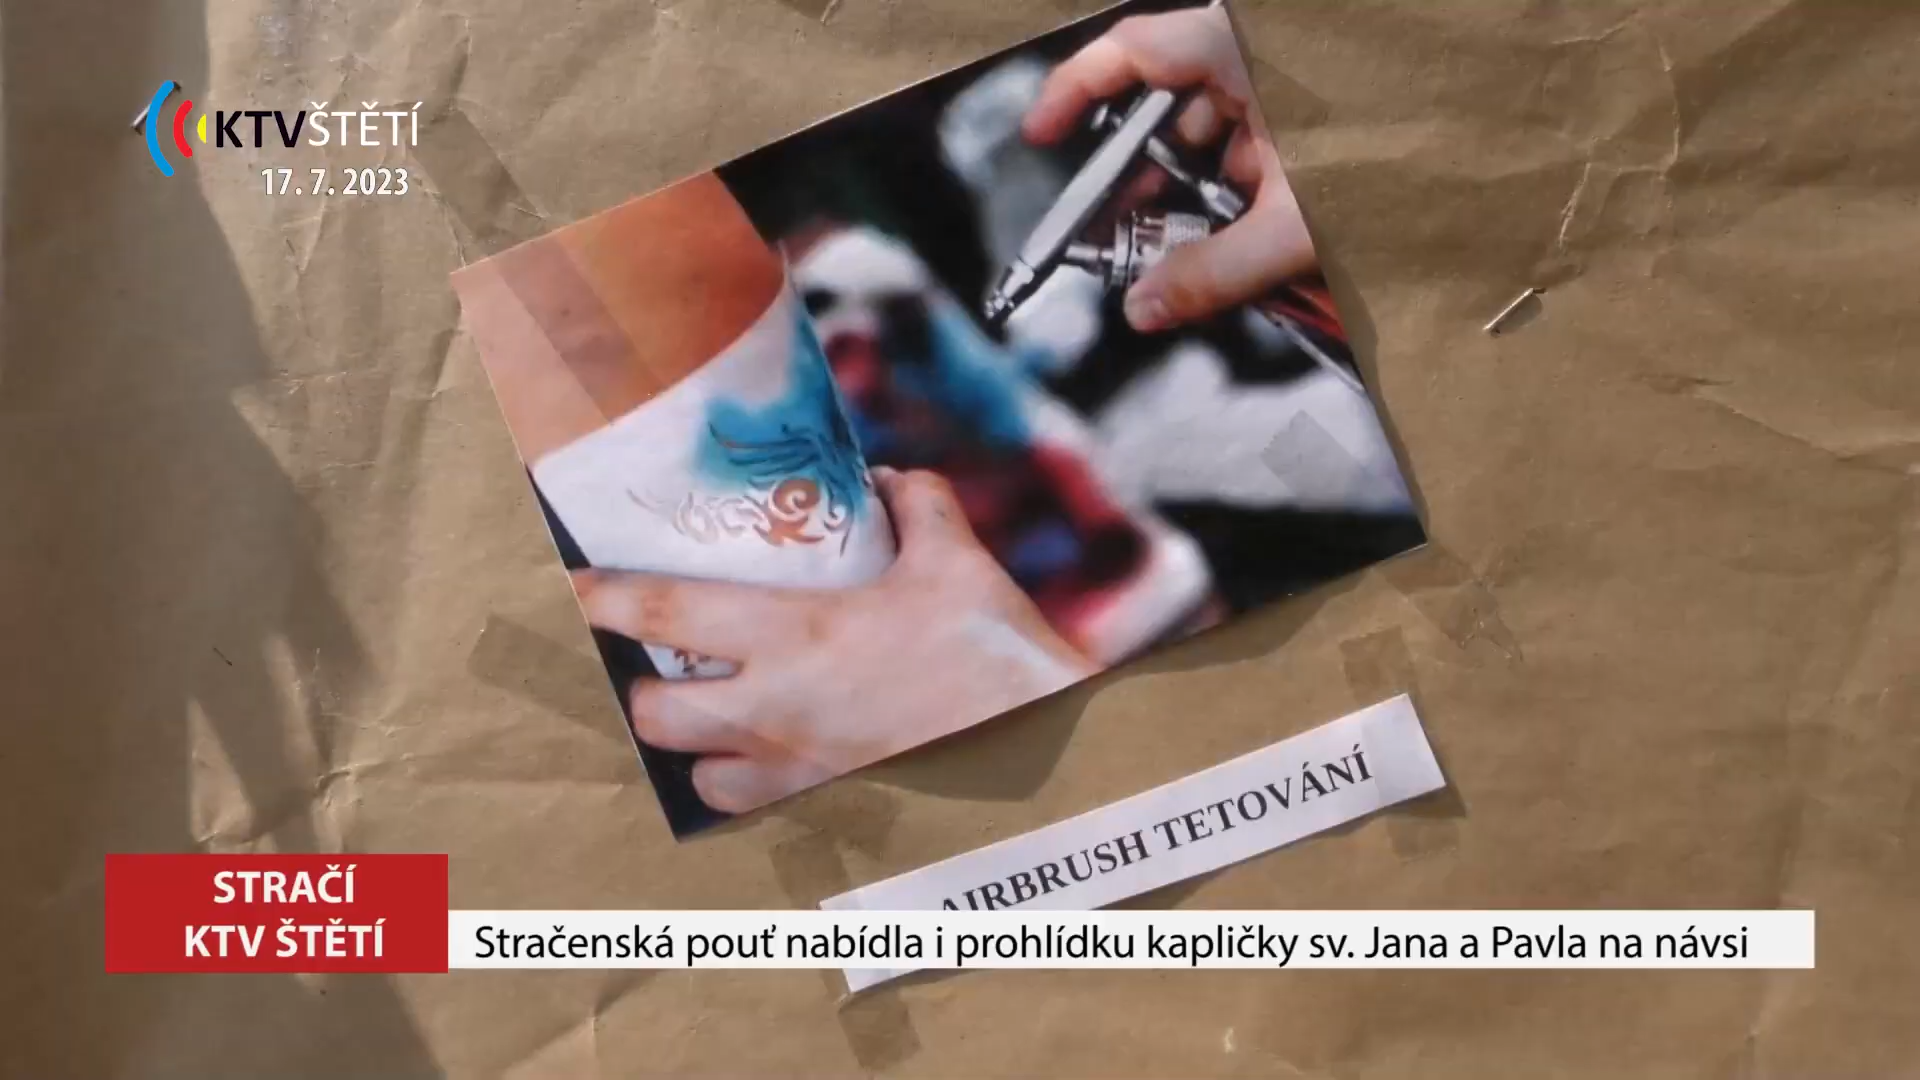 KTVŠTĚTÍ
17. 7. 2023
AIRBRUSH TETOVÁNÍ
STRAČÍ
KTV ŠTĚTÍ
Stračenská pouť nabídla i prohlídku kapličky sv. Jana a Pavla na návsi